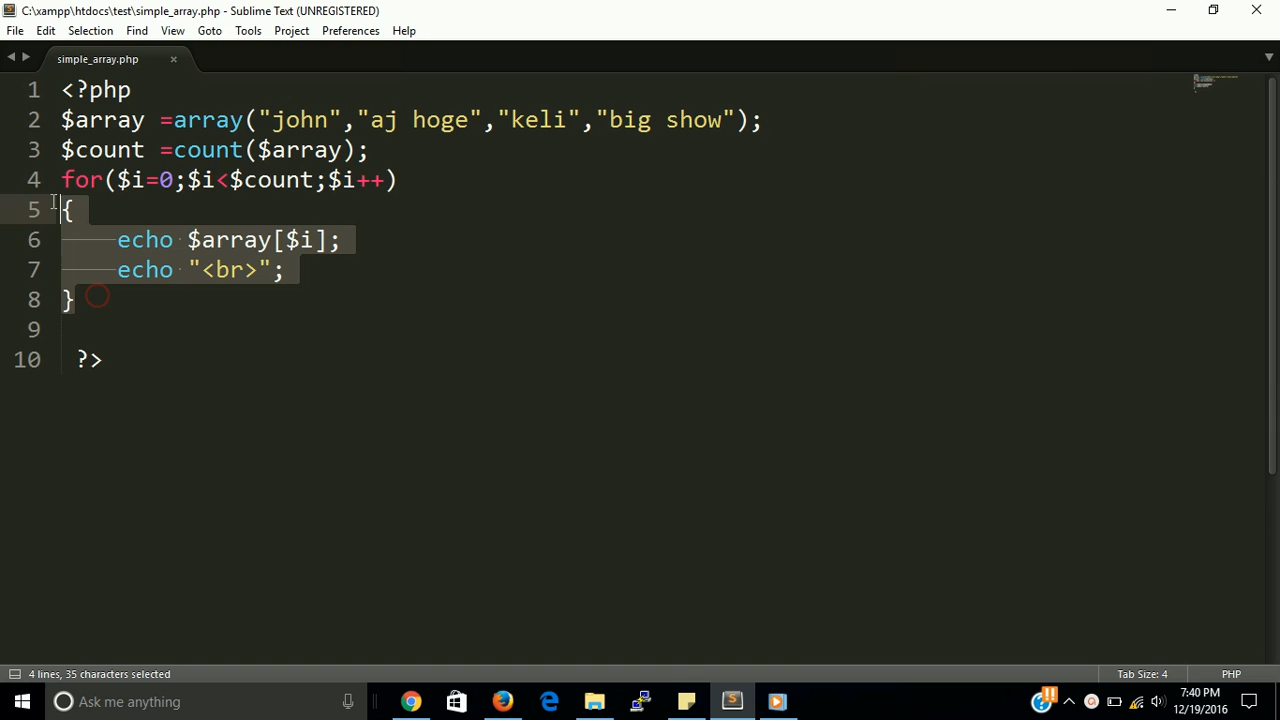 C:\xampp\htdocs\test\simple_array.php - Sublime Text (UNREGISTERED)
File Edit Selection Find View Goto Tools Project Preferences Help
simple_array.php ×
1 <?php
2 $array =array("john","aj hoge","keli","big show");
3 $count =count($array);
4 for($i=0;$i<$count;$i++)
5 {
6 echo $array[$i];
7 echo "<br>";
8 }
9
10 ?>
4 lines, 35 characters selected Tab Size: 4 PHP
Ask me anything 7:40 PM
12/19/2016